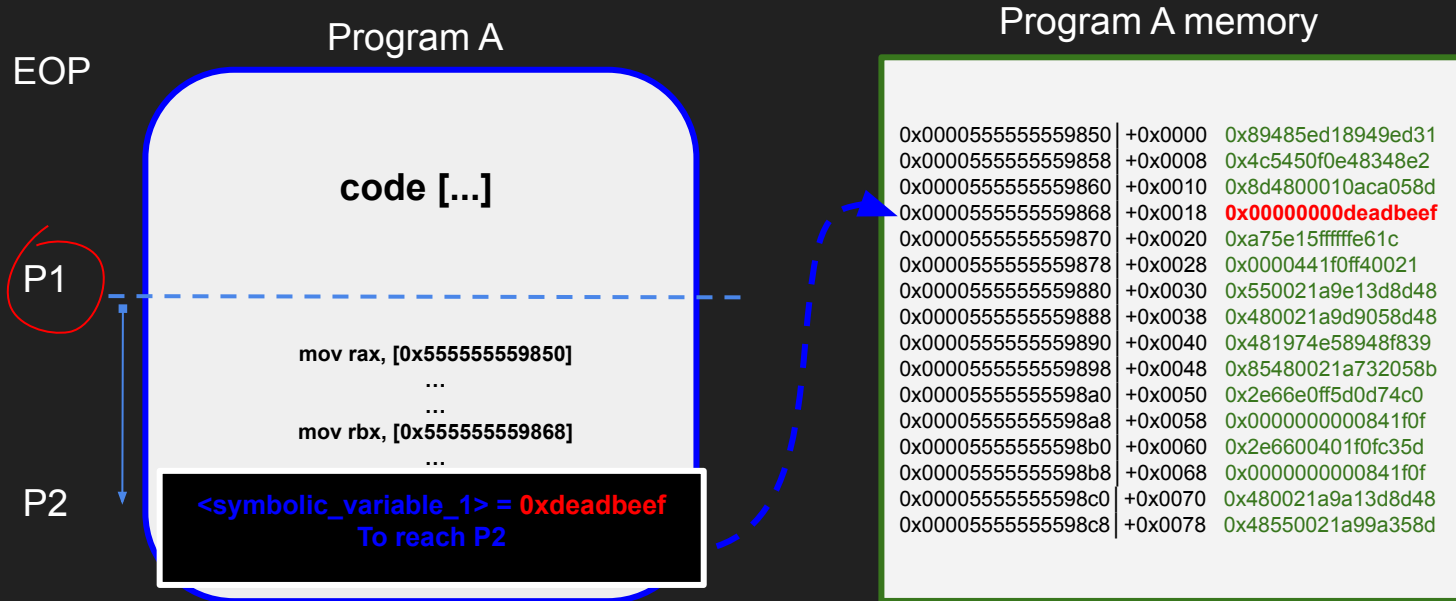 Program A
EOP
code [...]
P1
mov rax, [0x555555559850]
...
...
mov rbx, [0x555555559868]
...
P2
<symbolic_variable_1> = 0xdeadbeef
To reach P2
Program A memory
0x0000555555559850| +0x0000 0x89485ed18949ed31
0x0000555555559858| +0x0008 0x4c5450f0e48348e2
0x0000555555559860| +0x0010 0x8d4800010aca058d
0x0000555555559868| +0x0018 0x00000000deadbeef
0x0000555555559870| +0x0020 0xa75e15ffffffe61c
0x0000555555559878| +0x0028 0x0000441f0ff40021
0x0000555555559880| +0x0030 0x550021a9e13d8d48
0x0000555555559888| +0x0038 0x480021a9d9058d48
0x0000555555559890| +0x0040 0x481974e58948f839
0x0000555555559898| +0x0048 0x85480021a732058b
0x00005555555598a0| +0x0050 0x2e66e0ff5d0d74c0
0x00005555555598a8| +0x0058 0x0000000000841f0f
0x00005555555598b0| +0x0060 0x2e6600401f0fc35d
0x00005555555598b8| +0x0068 0x0000000000841f0f
0x00005555555598c0| +0x0070 0x480021a9a13d8d48
0x00005555555598c8| +0x0078 0x48550021a99a358d